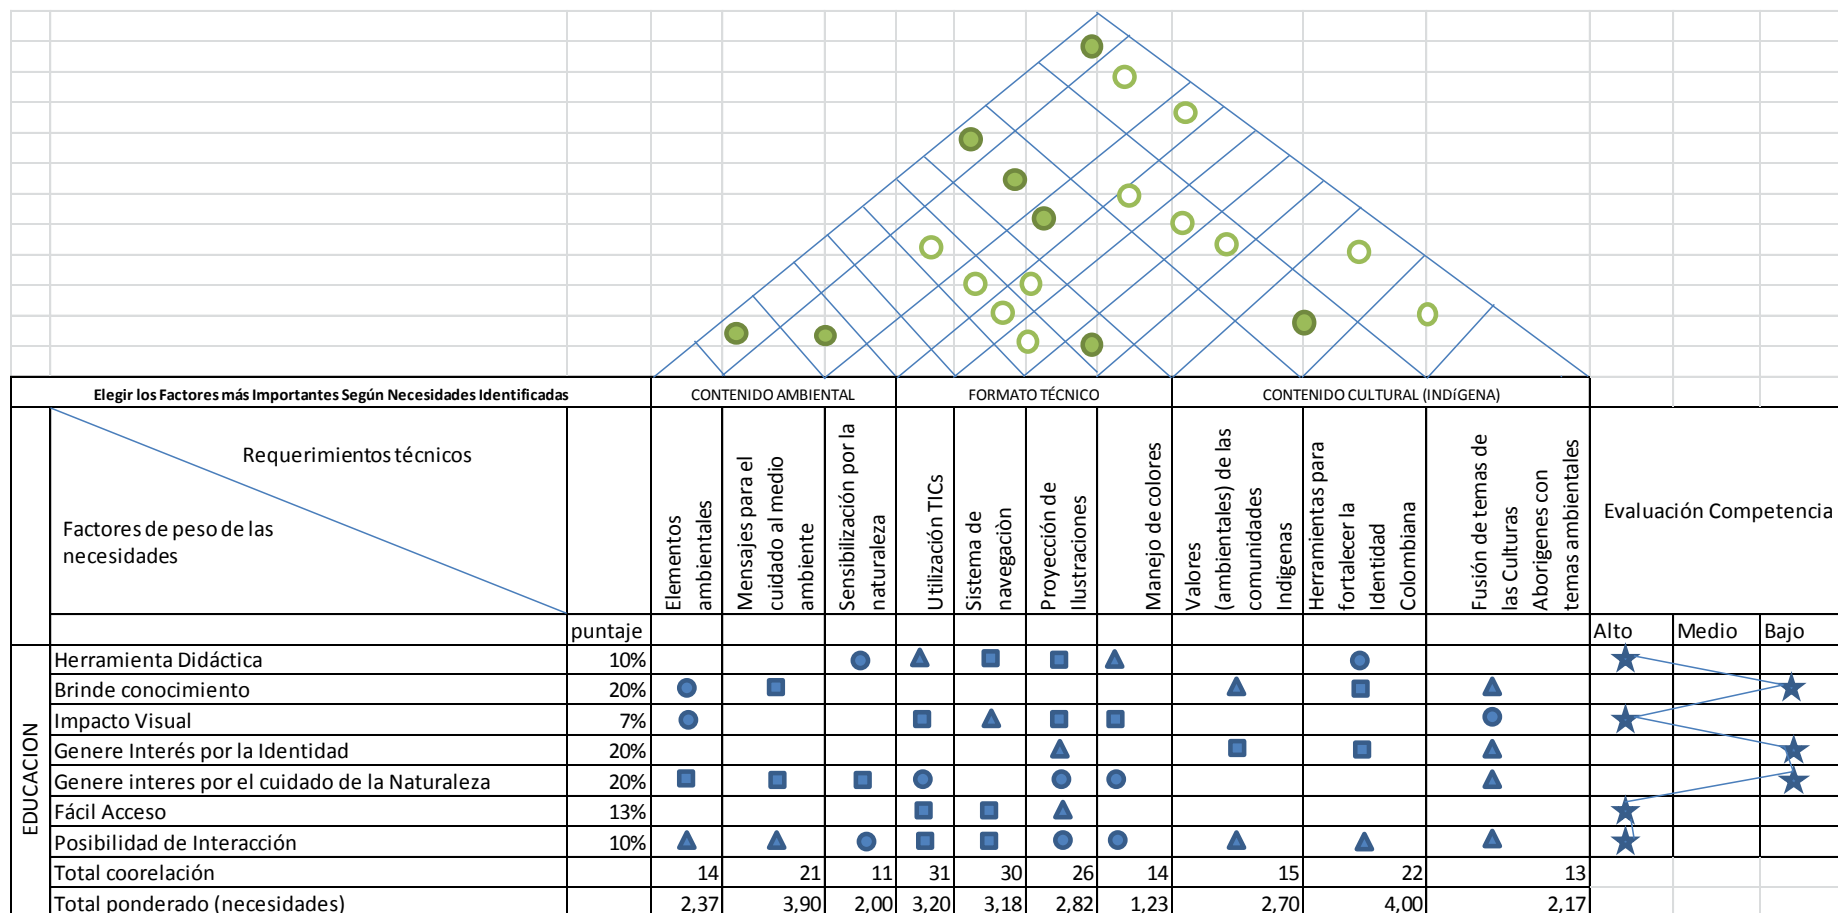 Elegir los Factores más Importantes Según Necesidades Identificadas
CONTENIDO AMBIENTAL
FORMATO TÉCNICO
CONTENIDO CULTURAL (INDíGENA)
Requerimientos técnicos
Factores de peso de las
necesidades
Elementos
ambientales
Mensajes para el
cuidado al medio
ambiente
Sensibilización por la
naturaleza
Utilización TICs
Sistema de
navegaciòn
Proyección de
Ilustraciones
Manejo de colores
Valores
(ambientales) de las
comunidades
Indigenas
Herramientas para
fortalecer la
Identidad
Colombiana
Fusión de temas de
las Culturas
Aborigenes con
temas ambientales
Evaluación Competencia
puntaje
Alto Medio Bajo
EDUCACION
Herramienta Didáctica 10%
Brinde conocimiento 20%
Impacto Visual 7%
Genere Interés por la Identidad 20%
Genere interes por el cuidado de la Naturaleza 20%
Fácil Acceso 13%
Posibilidad de Interacción 10%
Total coorelación 14 21 11 31 30 26 14 15 22 13
Total ponderado (necesidades) 2,37 3,90 2,00 3,20 3,18 2,82 1,23 2,70 4,00 2,17